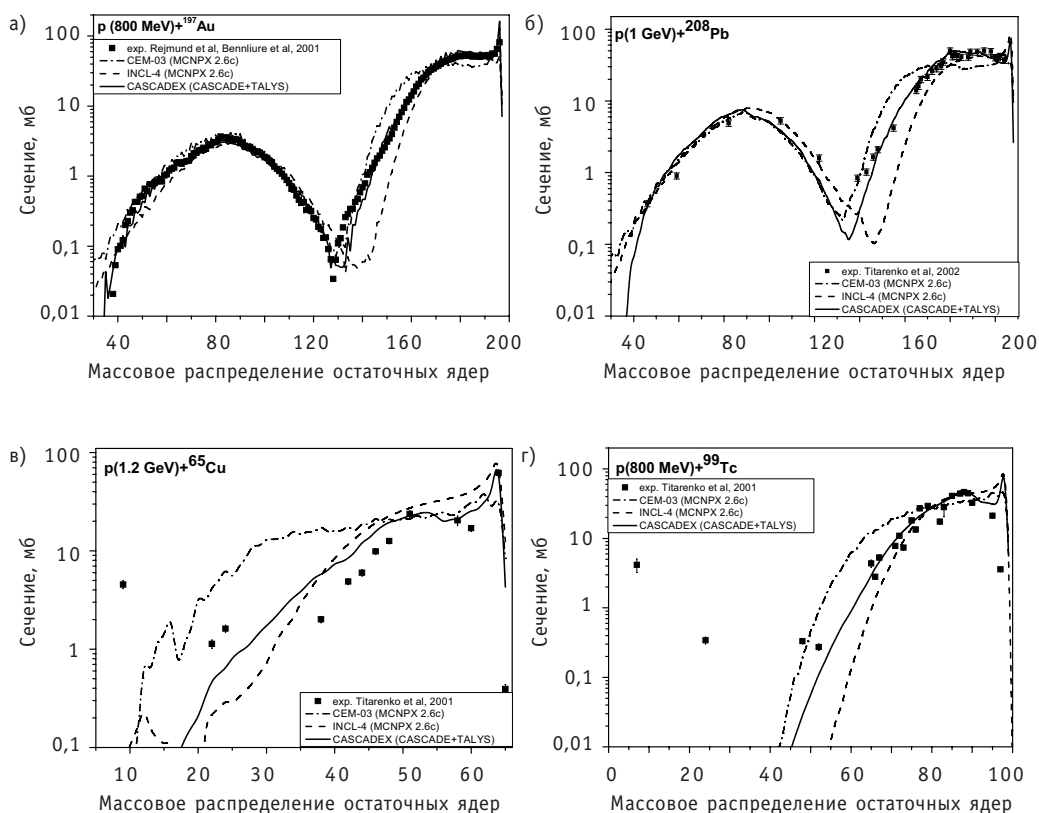 а)
p (800 MeV)+197Au
exp. Rejmund et al, Bennliure et al, 2001
CEM-03 (MCNPX 2.6c)
INCL-4 (MCNPX 2.6c)
CASCADEX (CASCADE+TALYS)
Сечение, мб
100
10
1
0,1
0,01
40 80 120 160 200
Массовое распределение остаточных ядер
б)
p(1 GeV)+208Pb
exp. Titarenko et al, 2002
CEM-03 (MCNPX 2.6c)
INCL-4 (MCNPX 2.6c)
CASCADEX (CASCADE+TALYS)
Сечение, мб
100
10
1
0,1
0,01
40 80 120 160 200
Массовое распределение остаточных ядер
в)
p(1.2 GeV)+65Cu
exp. Titarenko et al, 2001
CEM-03 (MCNPX 2.6c)
INCL-4 (MCNPX 2.6c)
CASCADEX (CASCADE+TALYS)
Сечение, мб
100
10
1
0,1
10 20 30 40 50 60
Массовое распределение остаточных ядер
г)
p(800 MeV)+99Tc
exp. Titarenko et al, 2001
CEM-03 (MCNPX 2.6c)
INCL-4 (MCNPX 2.6c)
CASCADEX (CASCADE+TALYS)
Сечение, мб
100
10
1
0,1
0,01
0 20 40 60 80 100
Массовое распределение остаточных ядер